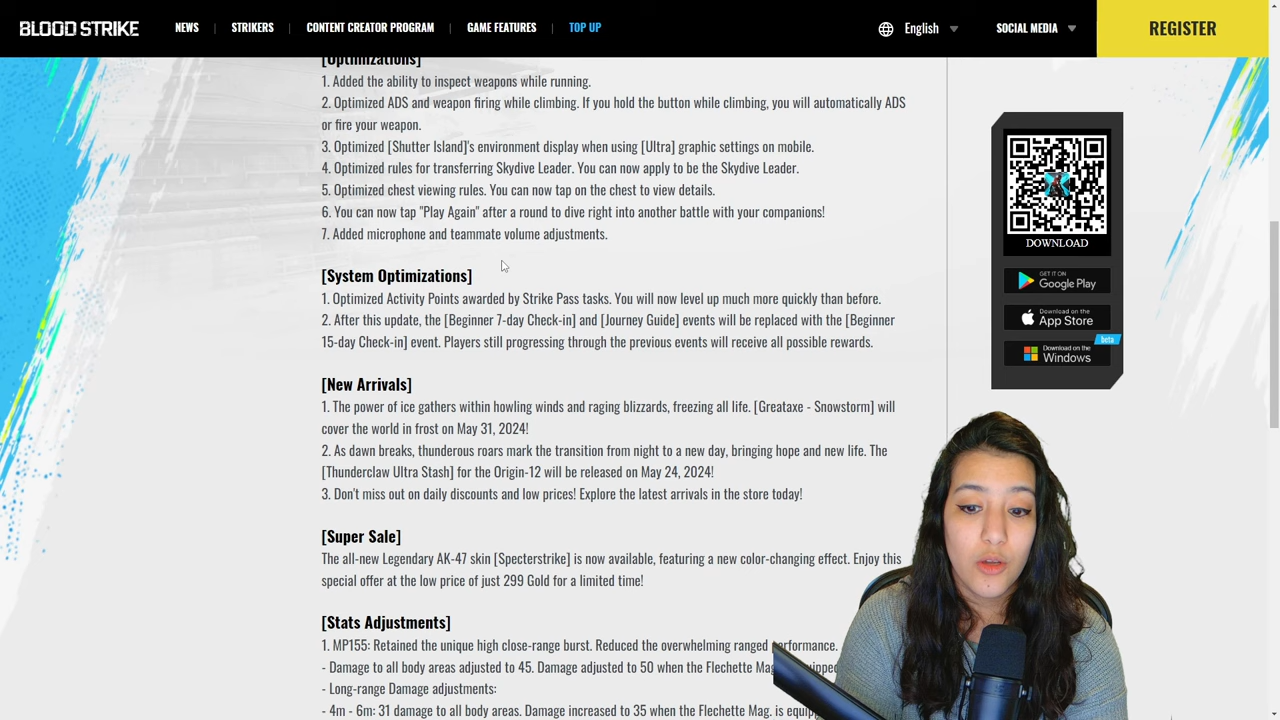 BLOOD STRIKE
NEWS
STRIKERS
CONTENT CREATOR PROGRAM
GAME FEATURES
TOP UP
English
SOCIAL MEDIA
REGISTER
[Optimizations]
1. Added the ability to inspect weapons while running.
2. Optimized ADS and weapon firing while climbing. If you hold the button while climbing, you will automatically ADS
or fire your weapon.
3. Optimized [Shutter Island]'s environment display when using [Ultra] graphic settings on mobile.
4. Optimized rules for transferring Skydive Leader. You can now apply to be the Skydive Leader.
5. Optimized chest viewing rules. You can now tap on the chest to view details.
6. You can now tap "Play Again" after a round to dive right into another battle with your companions!
7. Added microphone and teammate volume adjustments.
[System Optimizations]
1. Optimized Activity Points awarded by Strike Pass tasks. You will now level up much more quickly than before.
2. After this update, the [Beginner 7-day Check-in] and [Journey Guide] events will be replaced with the [Beginner
15-day Check-in] event. Players still progressing through the previous events will receive all possible rewards.
[New Arrivals]
1. The power of ice gathers within howling winds and raging blizzards, freezing all life. [Greataxe - Snowstorm] will
cover the world in frost on May 31, 2024!
2. As dawn breaks, thunderous roars mark the transition from night to a new day, bringing hope and new life. The
[Thunderclaw Ultra Stash] for the Origin-12 will be released on May 24, 2024!
3. Don't miss out on daily discounts and low prices! Explore the latest arrivals in the store today!
[Super Sale]
The all-new Legendary AK-47 skin [Specterstrike] is now available, featuring a new color-changing effect. Enjoy this
special offer at the low price of just 299 Gold for a limited time!
[Stats Adjustments]
1. MP155: Retained the unique high close-range burst. Reduced the overwhelming ranged performance.
- Damage to all body areas adjusted to 45. Damage adjusted to 50 when the Flechette Mag
- Long-range Damage adjustments:
- 4m - 6m: 31 damage to all body areas. Damage increased to 35 when the Flechette Mag. is
DOWNLOAD
GET IT ON
Google Play
Download on the
App Store
beta
Download on the
Windows